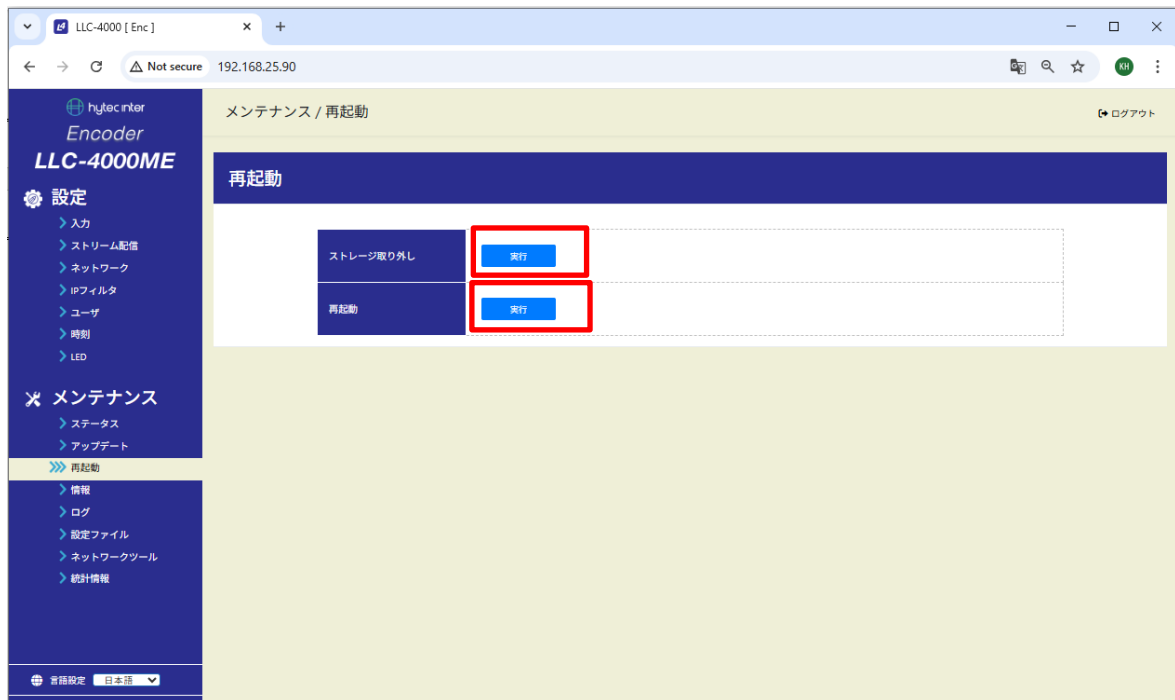 LLC-4000 [ Enc ]
Not secure 192.168.25.90
KH
hytec inter
Encoder
LLC-4000ME
設定
入力
ストリーム配信
ネットワーク
IPフィルタ
ユーザ
時刻
LED
メンテナンス
ステータス
アップデート
再起動
情報
ログ
設定ファイル
ネットワークツール
統計情報
言語設定 日本語
メンテナンス / 再起動
ログアウト
再起動
ストレージ取り外し 実行
再起動 実行